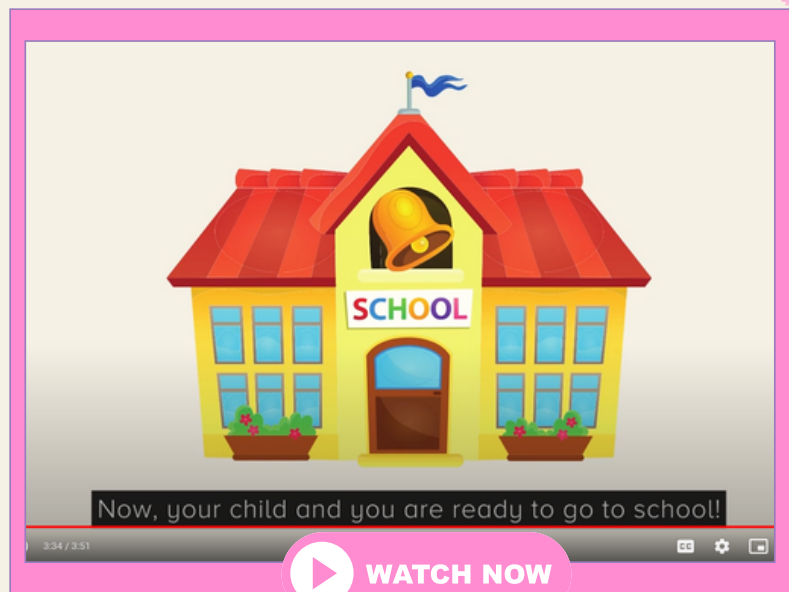 SCHOOL
Now, your child and you are ready to go to school!
3:34 / 3:51
CC
WATCH NOW